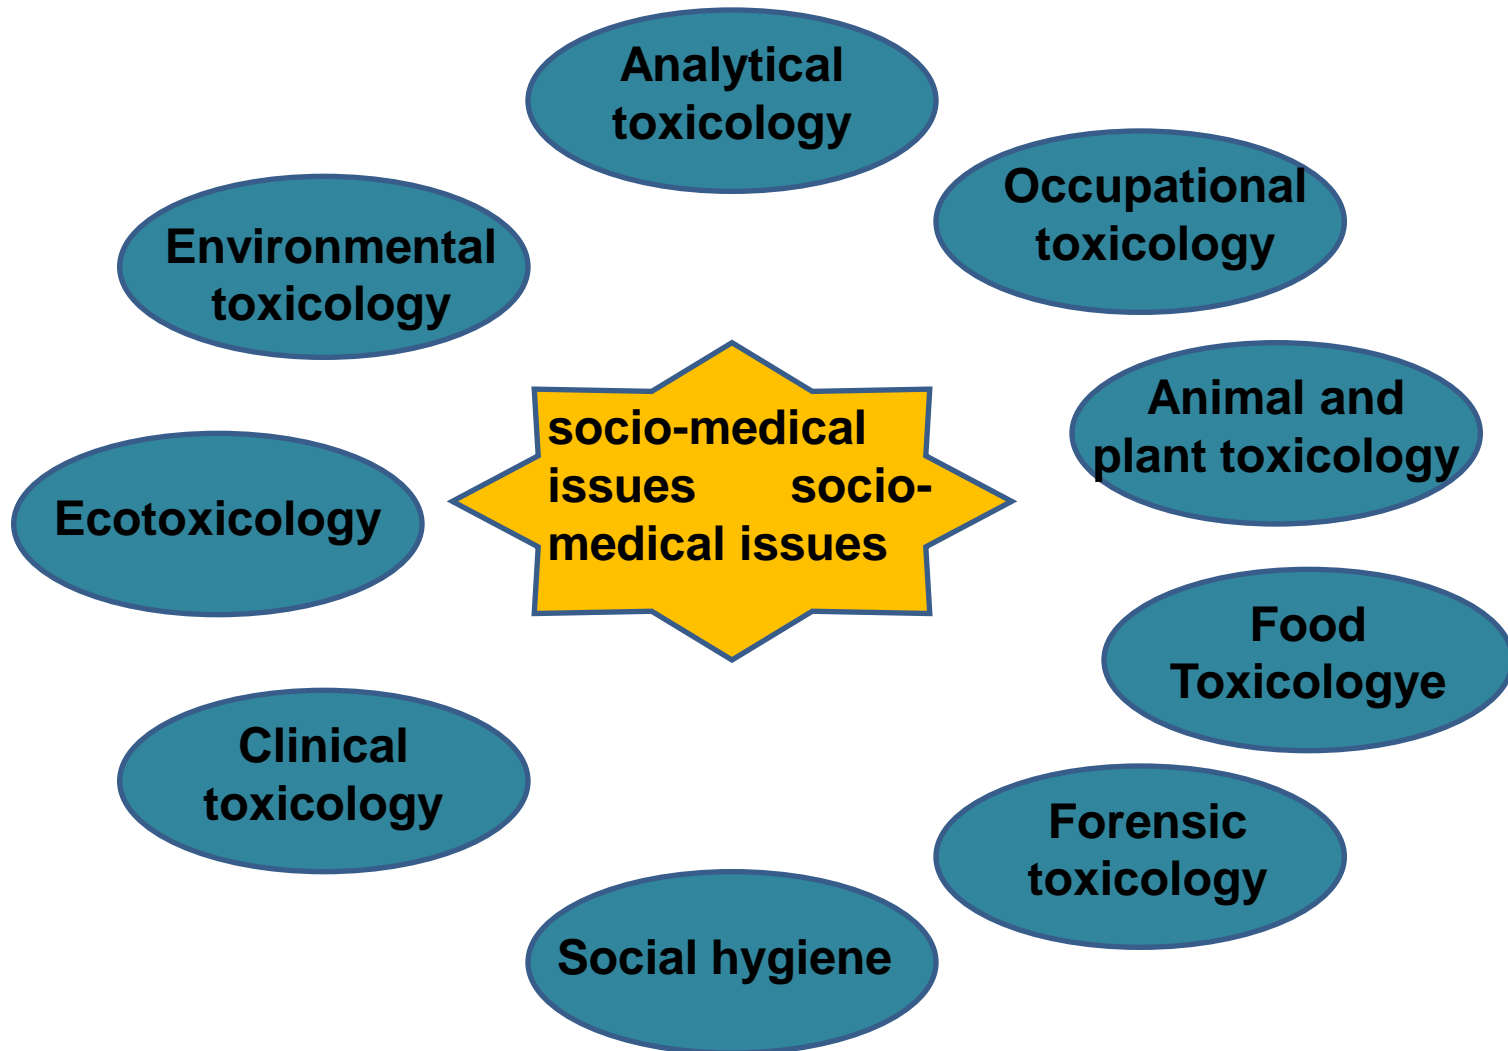 Analytical
toxicology
Occupational
toxicology
Environmental
toxicology
Animal and
plant toxicology
socio-medical
issues socio-
medical issues
Ecotoxicology
Food
Toxicologye
Clinical
toxicology
Forensic
toxicology
Social hygiene